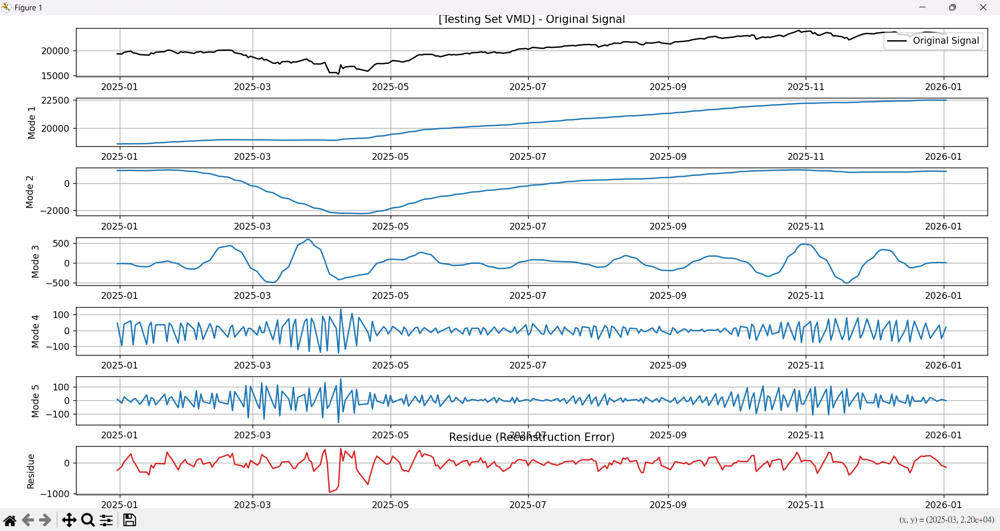 Figure 1
[Testing Set VMD] - Original Signal
Original Signal
20000
15000
2025-01 2025-03 2025-05 2025-07 2025-09 2025-11 2026-01
Mode 1
22500
20000
2025-01 2025-03 2025-05 2025-07 2025-09 2025-11 2026-01
Mode 2
0
−2000
2025-01 2025-03 2025-05 2025-07 2025-09 2025-11 2026-01
Mode 3
500
0
−500
2025-01 2025-03 2025-05 2025-07 2025-09 2025-11 2026-01
Mode 4
100
0
−100
2025-01 2025-03 2025-05 2025-07 2025-09 2025-11 2026-01
Mode 5
100
0
−100
2025-01 2025-03 2025-05 2025-07 2025-09 2025-11 2026-01
Residue (Reconstruction Error)
Residue
0
−1000
2025-01 2025-03 2025-05 2025-07 2025-09 2025-11 2026-01
(x, y) = (2025-03, 2.20e+04)